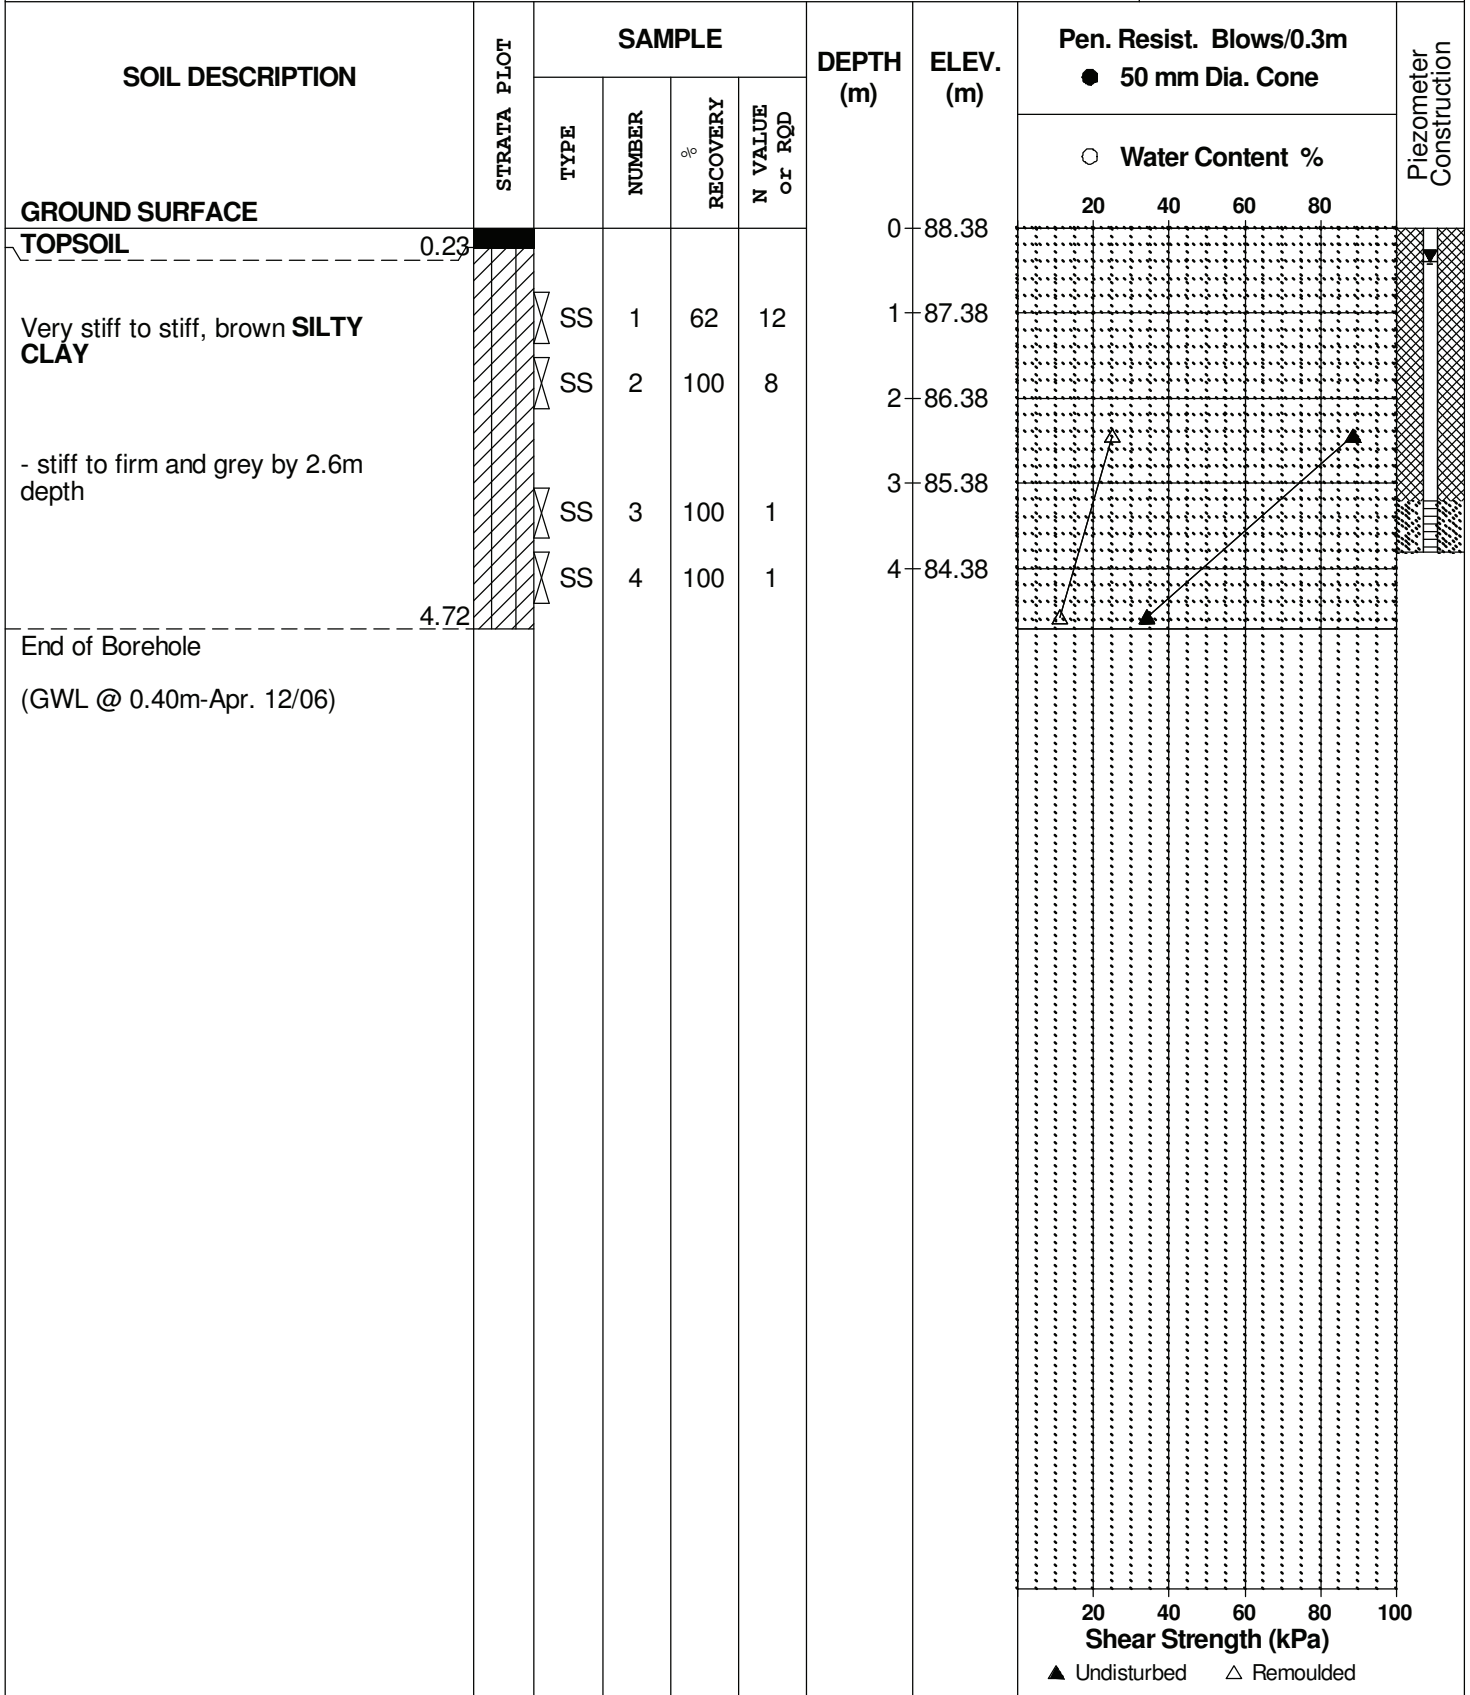 SOIL DESCRIPTION
GROUND SURFACE
STRATA PLOT
SAMPLE
TYPE
NUMBER
%
RECOVERY
N VALUE
or RQD
DEPTH
(m)
ELEV.
(m)
Pen. Resist. Blows/0.3m
● 50 mm Dia. Cone
○ Water Content %
20 40 60 80
Piezometer
Construction
TOPSOIL 0.23
0 88.38
Very stiff to stiff, brown SILTY
CLAY
SS 1 62 12
1 87.38
SS 2 100 8
2 86.38
- stiff to firm and grey by 2.6m
depth
3 85.38
SS 3 100 1
4 84.38
SS 4 100 1
4.72
End of Borehole
(GWL @ 0.40m-Apr. 12/06)
20 40 60 80 100
Shear Strength (kPa)
▲ Undisturbed △ Remoulded